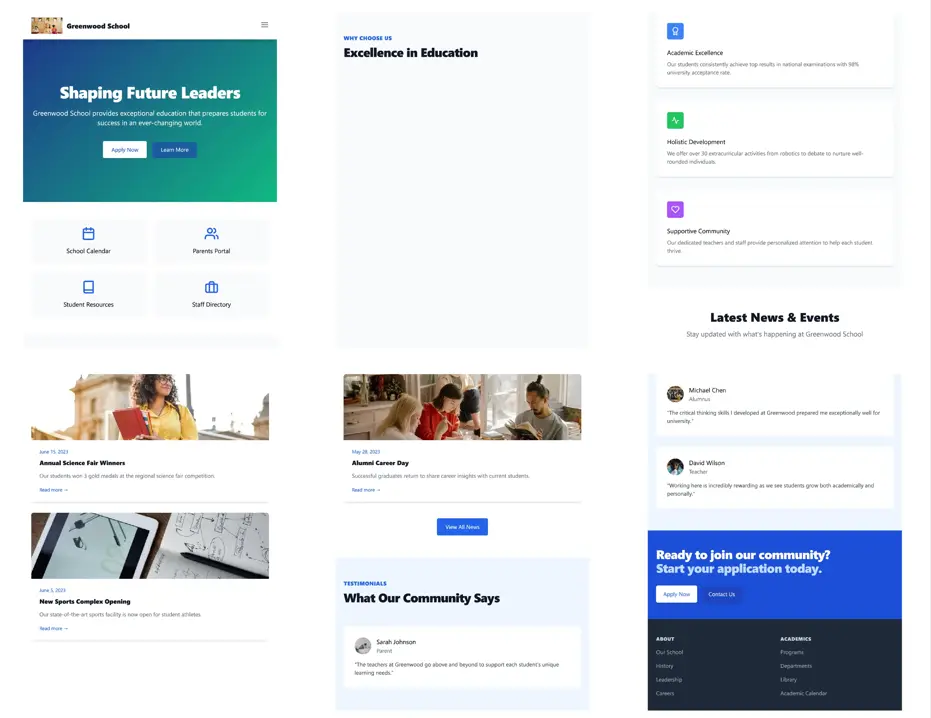 Greenwood School
Shaping Future Leaders
Greenwood School provides exceptional education that prepares students for
success in an ever-changing world.
Apply Now
Learn More
School Calendar
Parents Portal
Student Resources
Staff Directory
WHY CHOOSE US
Excellence in Education
Academic Excellence
Our students consistently achieve top results in national examinations with 98%
university acceptance rate.
Holistic Development
We offer over 30 extracurricular activities from robotics to debate to nurture well-
rounded individuals.
Supportive Community
Our dedicated teachers and staff provide personalized attention to help each student
thrive.
Latest News & Events
Stay updated with what's happening at Greenwood School
June 15, 2023
Annual Science Fair Winners
Our students won 3 gold medals at the regional science fair competition.
Read more →
June 5, 2023
New Sports Complex Opening
Our state-of-the-art sports facility is now open for student athletes.
Read more →
May 28, 2023
Alumni Career Day
Successful graduates return to share career insights with current students.
Read more →
View All News
TESTIMONIALS
What Our Community Says
Sarah Johnson
Parent
"The teachers at Greenwood go above and beyond to support each student's unique
learning needs."
Michael Chen
Alumnus
"The critical thinking skills I developed at Greenwood prepared me exceptionally well for
university."
David Wilson
Teacher
"Working here is incredibly rewarding as we see students grow both academically and
personally."
Ready to join our community?
Start your application today.
Apply Now
Contact Us
ABOUT
Our School
History
Leadership
Careers
ACADEMICS
Programs
Departments
Library
Academic Calendar